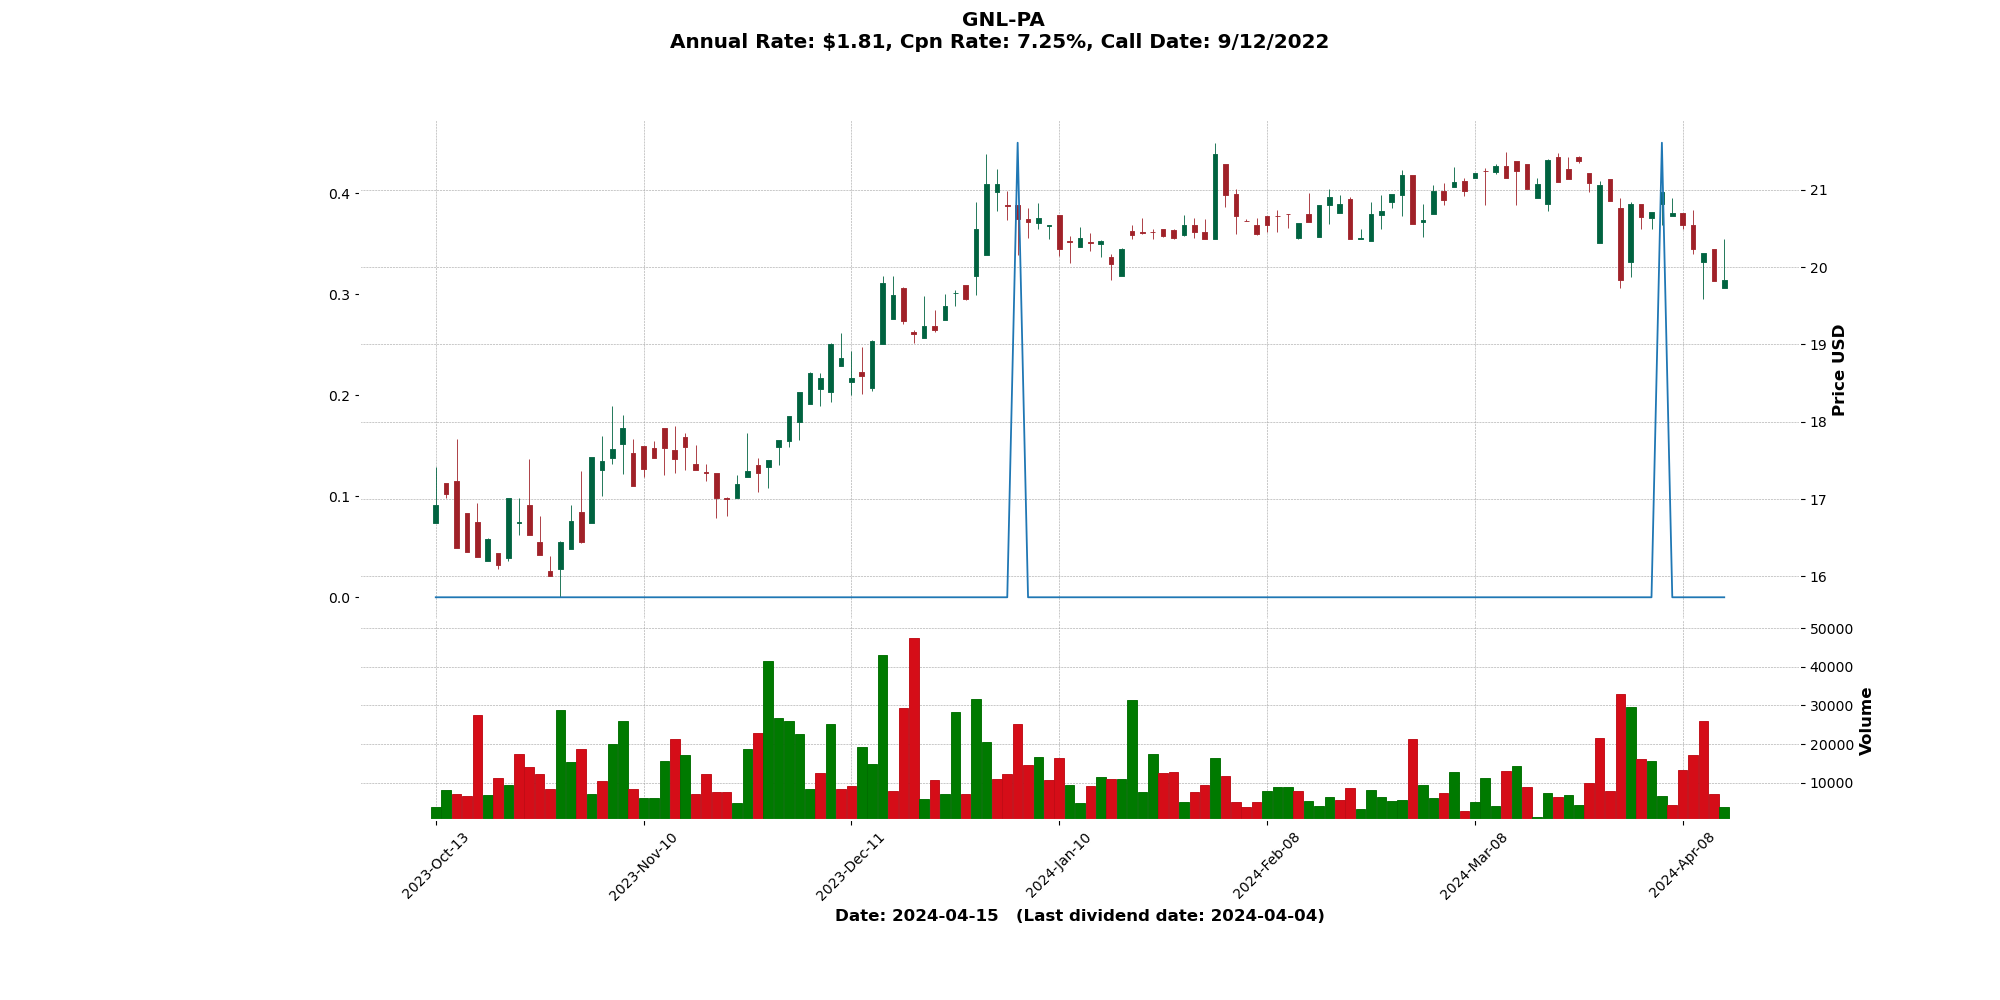 GNL-PA
Annual Rate: $1.81, Cpn Rate: 7.25%, Call Date: 9/12/2022
0.4
0.3
0.2
0.1
0.0
21
20
19
18
17
16
Price USD
50000
40000
30000
20000
10000
Volume
2023-Oct-13
2023-Nov-10
2023-Dec-11
2024-Jan-10
2024-Feb-08
2024-Mar-08
2024-Apr-08
Date: 2024-04-15   (Last dividend date: 2024-04-04)